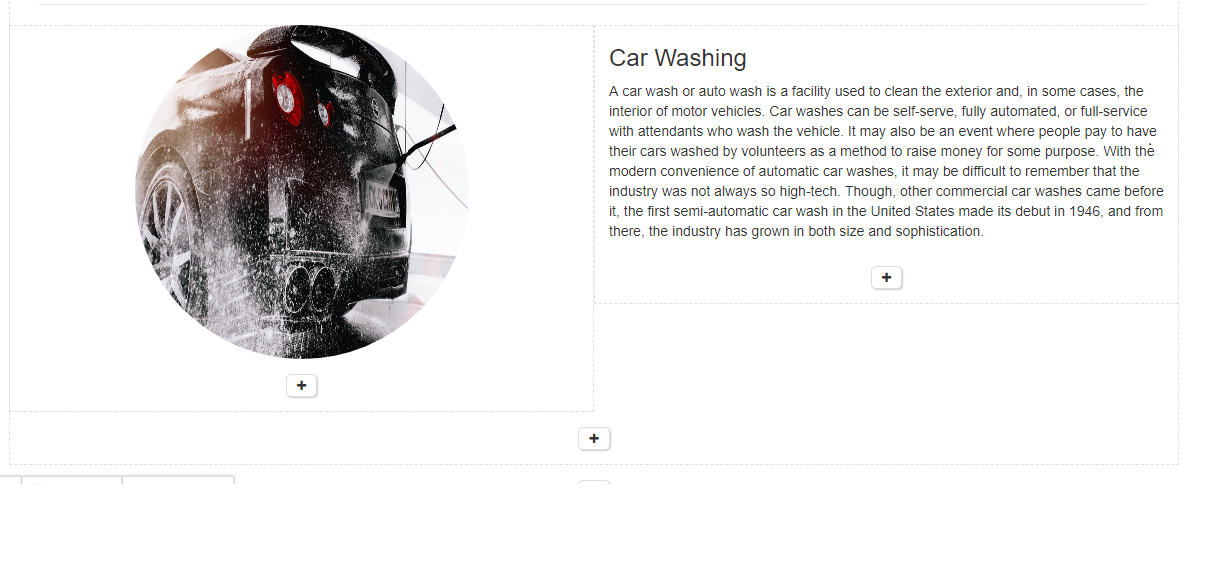 Car Washing
A car wash or auto wash is a facility used to clean the exterior and, in some cases, the
interior of motor vehicles. Car washes can be self-serve, fully automated, or full-service
with attendants who wash the vehicle. It may also be an event where people pay to have
their cars washed by volunteers as a method to raise money for some purpose. With the
modern convenience of automatic car washes, it may be difficult to remember that the
industry was not always so high-tech. Though, other commercial car washes came before
it, the first semi-automatic car wash in the United States made its debut in 1946, and from
there, the industry has grown in both size and sophistication.
+
+
+